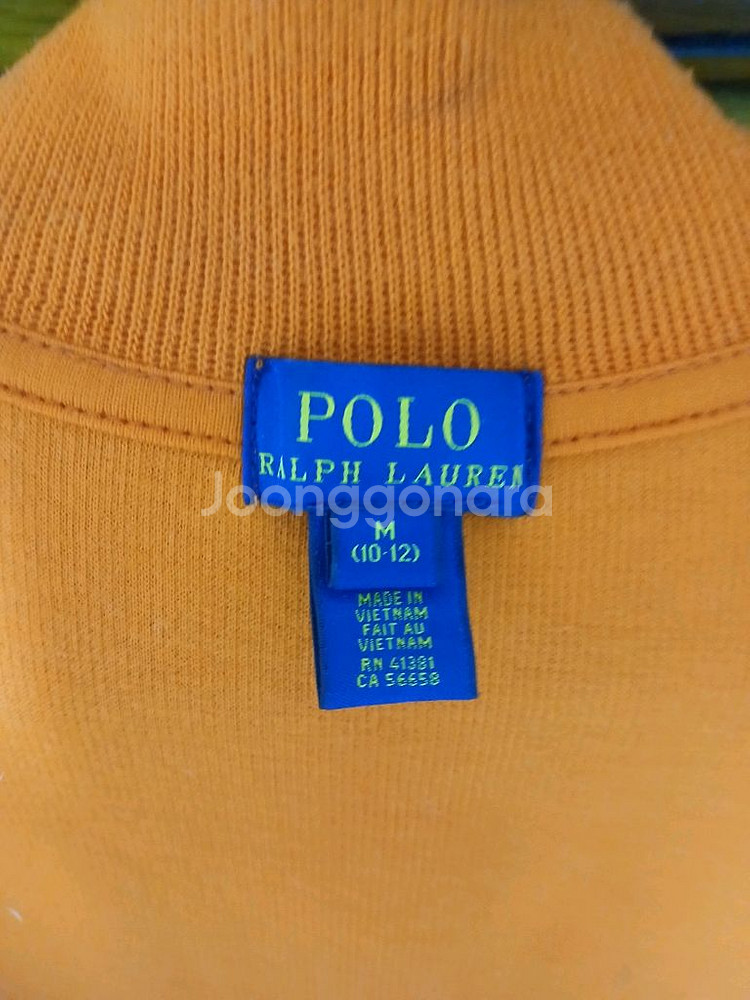 POLO
RALPH LAUREN
Joonggonara
M
(10-12)
MADE IN
VIETNAM
FAIT AU
VIETNAM
RN 41381
CA 56658